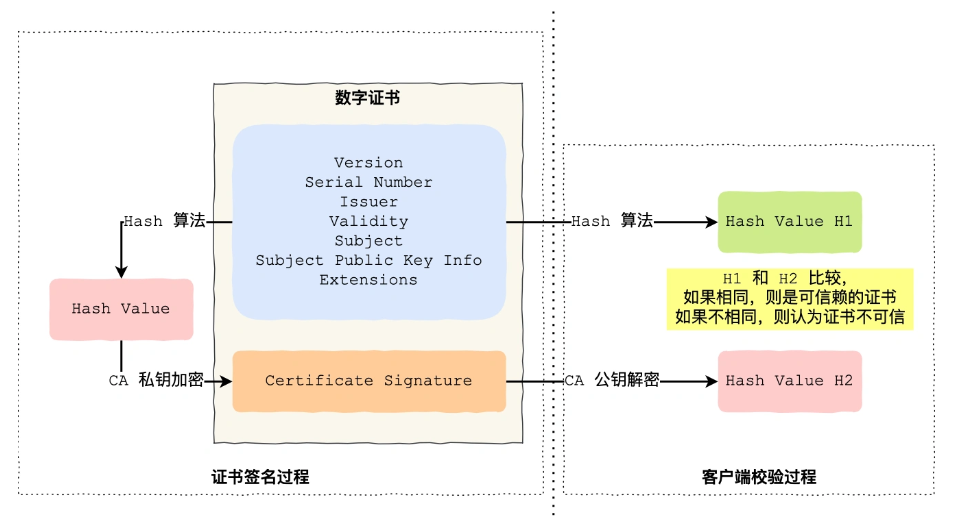 数字证书
Version
Serial Number
Issuer
Validity
Subject
Subject Public Key Info
Extensions
Hash 算法
Hash Value
CA 私钥加密
Certificate Signature
证书签名过程
Hash 算法
Hash Value H1
H1 和 H2 比较，
如果相同，则是可信赖的证书
如果不相同，则认为证书不可信
CA 公钥解密
Hash Value H2
客户端校验过程